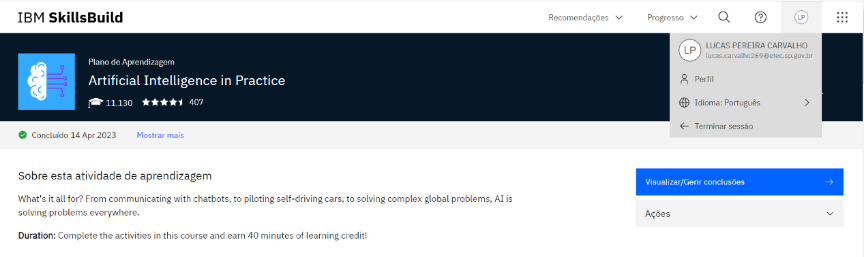 IBM SkillsBuild
Recomendações
Progresso
LP
LP
LUCAS PEREIRA CARVALHO
lucas.carvalho269@etec.sp.gov.br
Perfil
Idioma: Português
Terminar sessão
Plano de Aprendizagem
Artificial Intelligence in Practice
11.130
407
Concluído 14 Apr 2023
Mostrar mais
Sobre esta atividade de aprendizagem
What's it all for? From communicating with chatbots, to piloting self-driving cars, to solving complex global problems, AI is
solving problems everywhere.
Duration: Complete the activities in this course and earn 40 minutes of learning credit!
Visualizar/Gerir conclusões
Ações